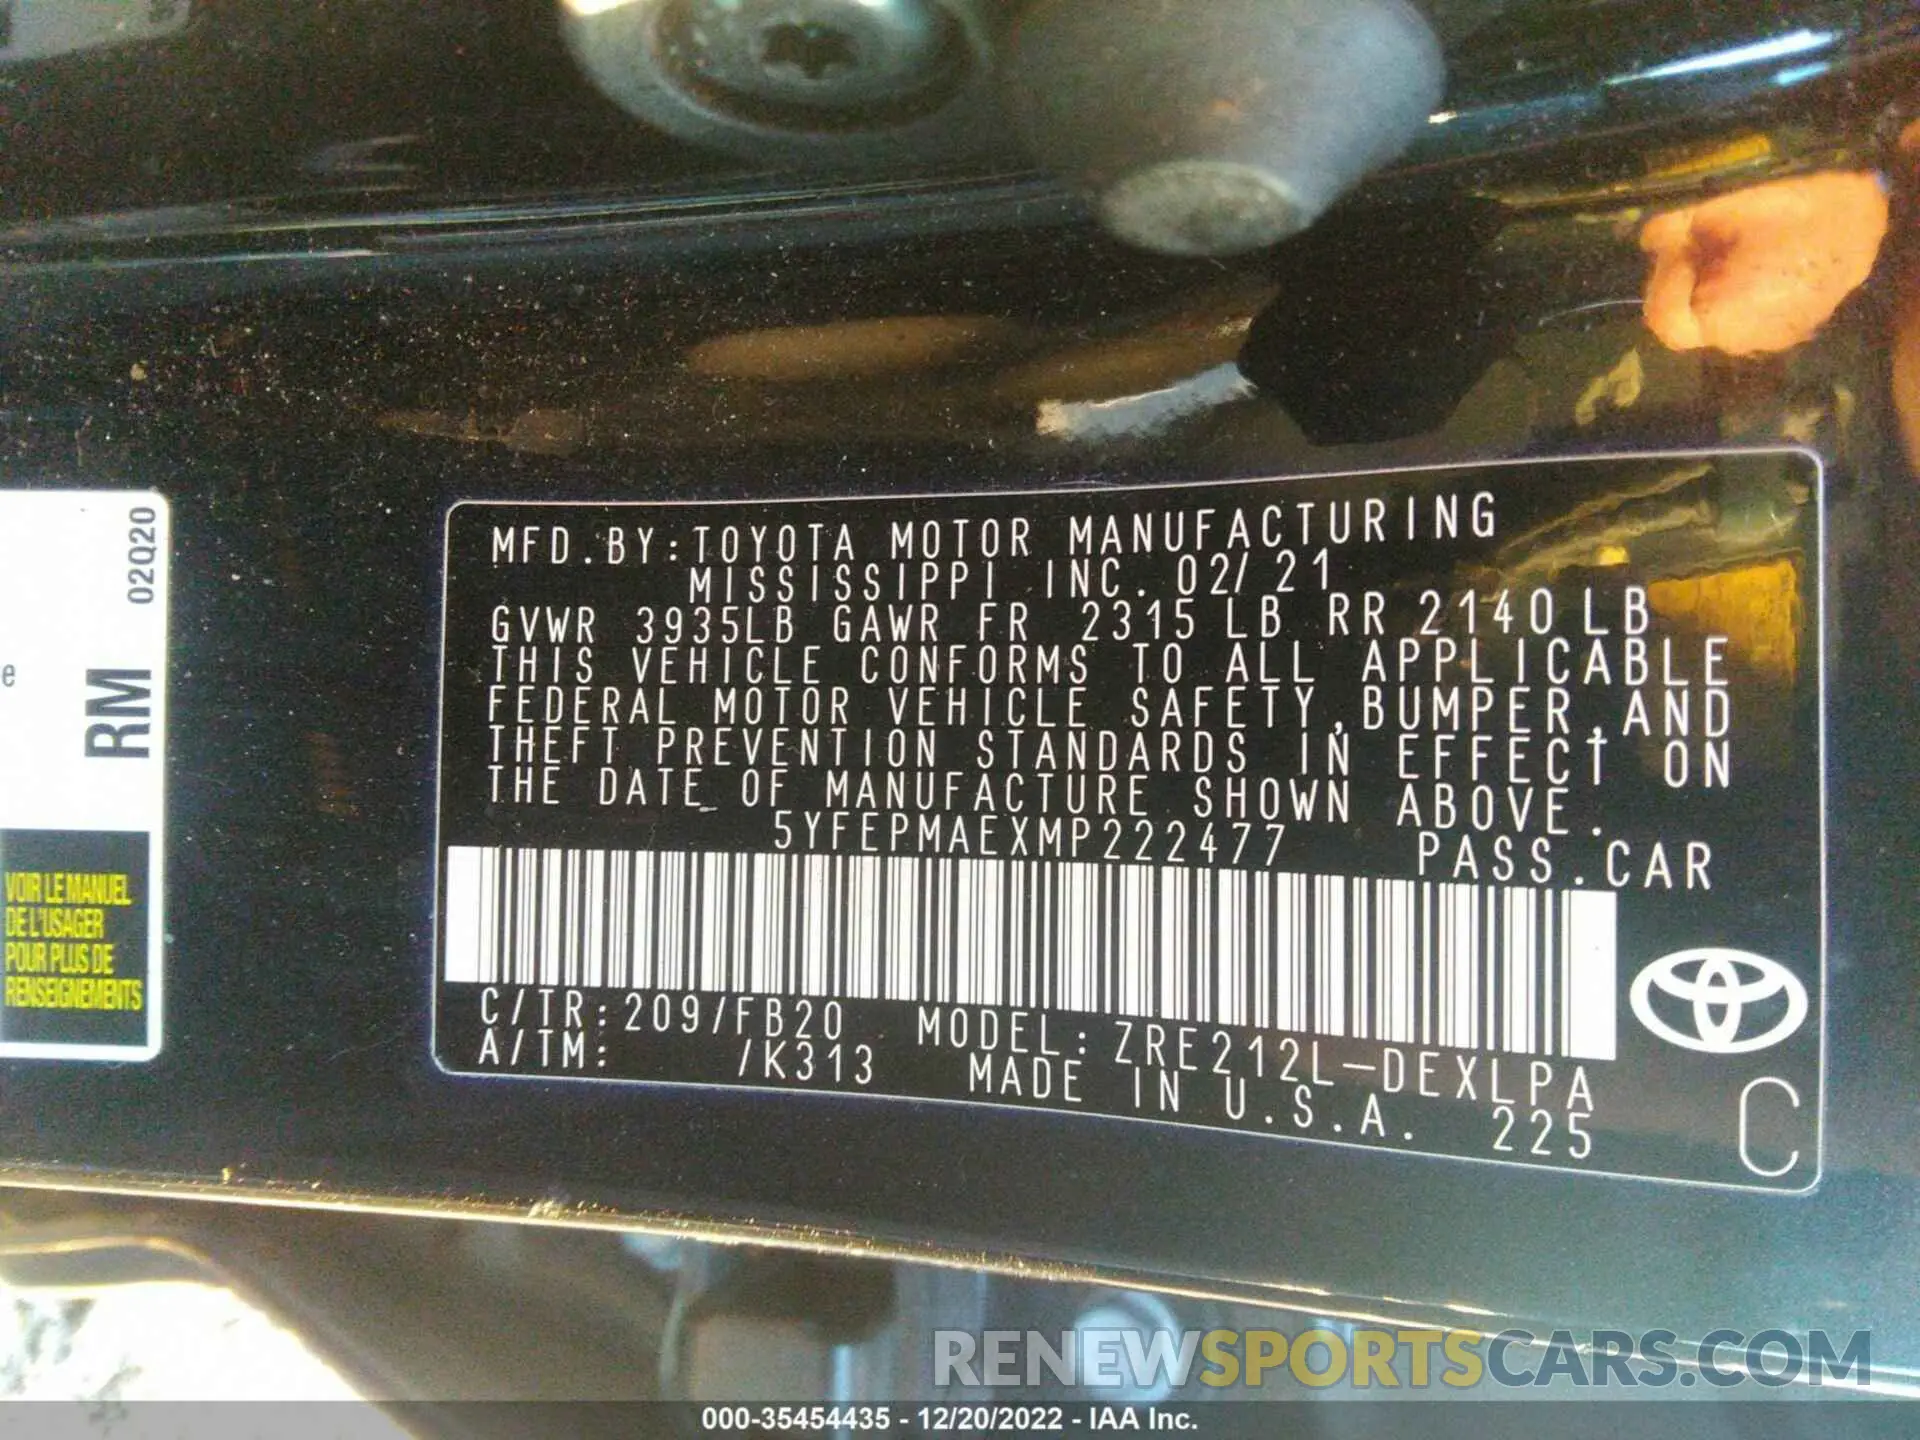 MFD.BY:TOYOTA MOTOR MANUFACTURING
MISSISSIPPI INC. 02/21
GVWR 3935LB GAWR FR 2315 LB RR 2140LB
THIS VEHICLE CONFORMS TO ALL APPLICABLE
FEDERAL MOTOR VEHICLE SAFETY,BUMPER,AND
THEFT PREVENTION STANDARDS IN EFFECT ON
THE DATE OF MANUFACTURE SHOWN ABOVE.
5YFEPMAEXMP222477 PASS.CAR
C/TR:209/FB20 MODEL:ZRE212L-DEXLPA
A/TM: /K313 MADE IN U.S.A. 225
C
02Q20
RM
e
VOIR LE MANUEL
DE L'USAGER
POUR PLUS DE
RENSEIGNEMENTS
RENEWSPORTSCARS.COM
000-35454435 - 12/20/2022 - IAA Inc.